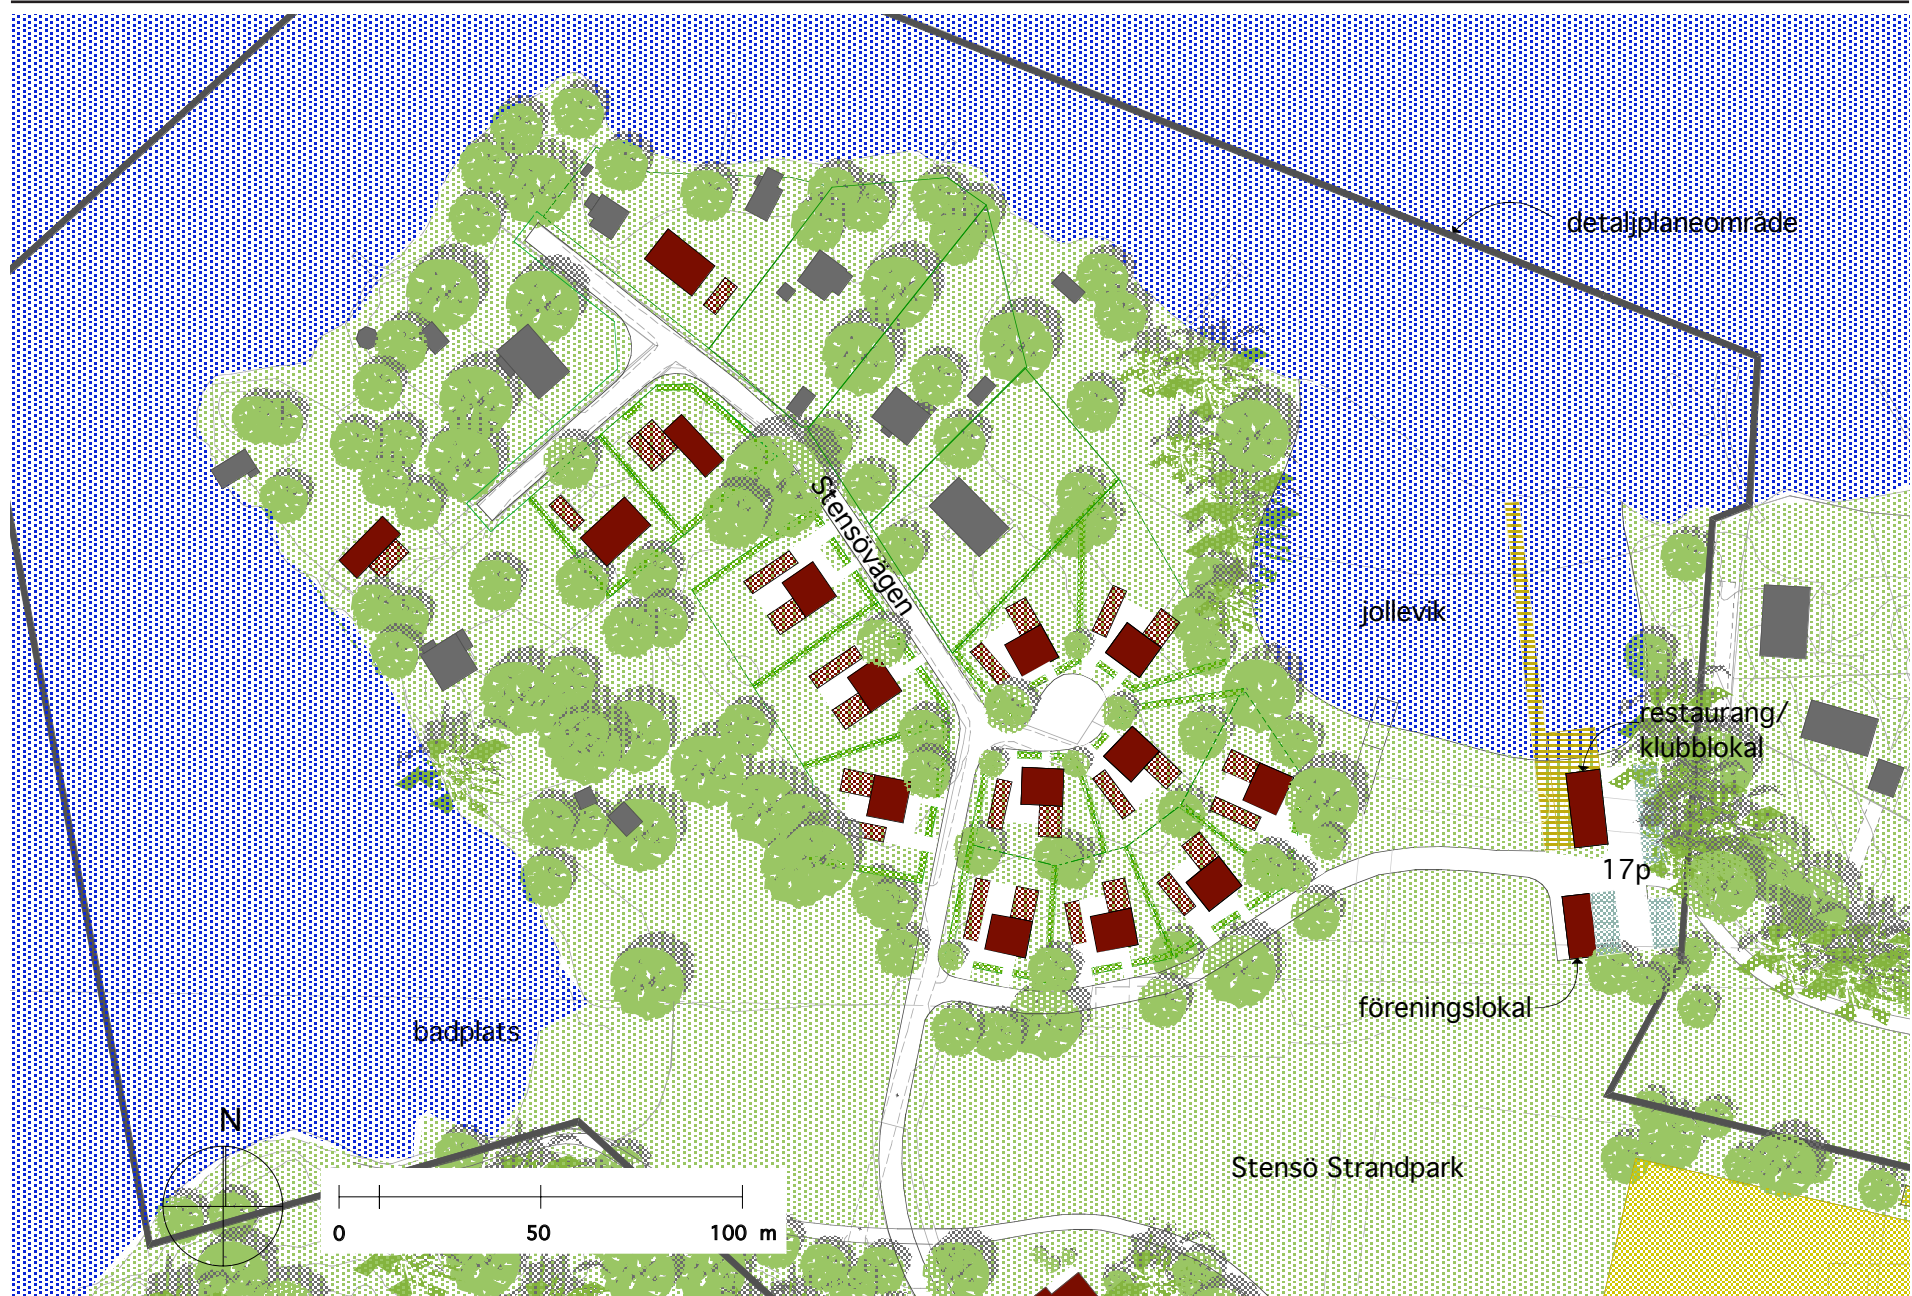 detaljplaneområde
Stensövägen
jollevik
restaurang/
klubblokal
17p
föreningslokal
badplats
N
Stensö Strandpark
0 50 100 m